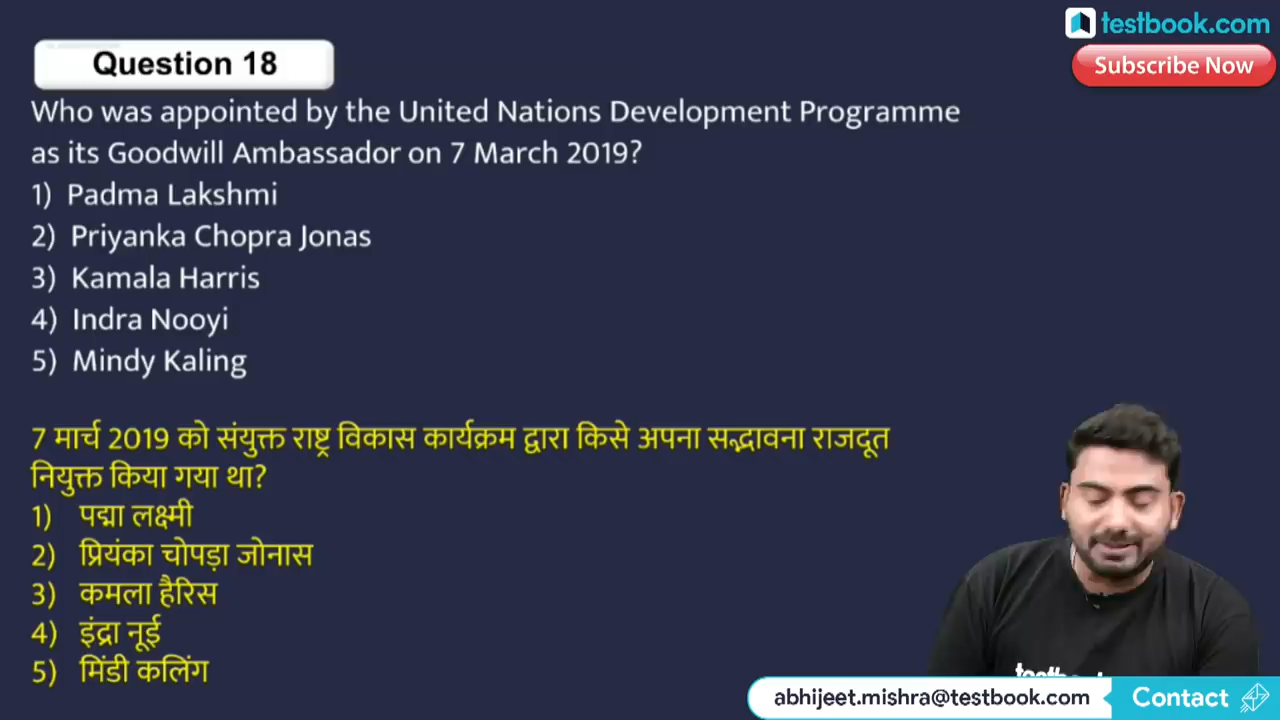 testbook.com
Subscribe Now
Question 18
Who was appointed by the United Nations Development Programme
as its Goodwill Ambassador on 7 March 2019?
1) Padma Lakshmi
2) Priyanka Chopra Jonas
3) Kamala Harris
4) Indra Nooyi
5) Mindy Kaling
7 मार्च 2019 को संयुक्त राष्ट्र विकास कार्यक्रम द्वारा किसे अपना सद्भावना राजदूत
नियुक्त किया गया था?
1) पद्मा लक्ष्मी
2) प्रियंका चोपड़ा जोनास
3) कमला हैरिस
4) इंद्रा नूई
5) मिंडी कलिंग
abhijeet.mishra@testbook.com Contact